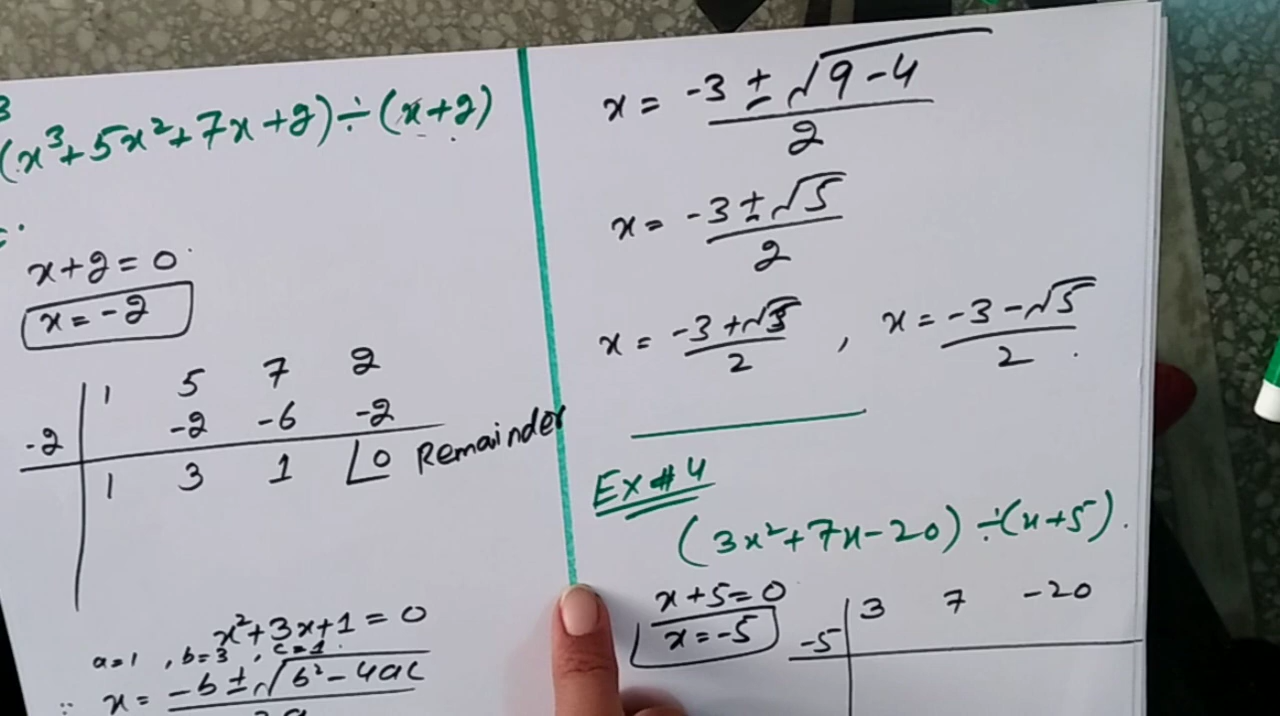 3
(x³+5x²+7x+2)÷(x+2)
x+2=0
x=-2
1 5 7 2
-2 -2 -6 -2
1 3 1 0 Remainder
x²+3x+1=0
a=1, b=3, c=1.
∵ x = (-b±√(b²-4ac))/2a
x = (-3±√(9-4))/2
x = (-3±√5)/2
x = (-3+√5)/2 , x = (-3-√5)/2.
Ex#4
(3x²+7x-20)÷(x+5).
x+5=0
x=-5
3 7 -20
-5